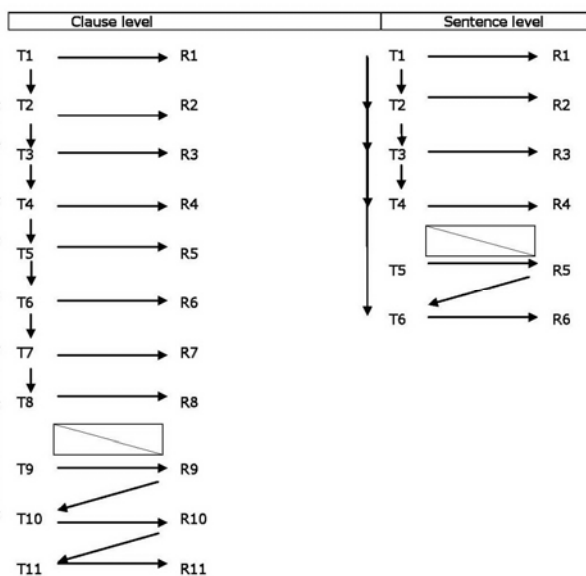 Clause level Sentence level
T1 R1 T1 R1
T2 R2 T2 R2
T3 R3 T3 R3
T4 R4 T4 R4
T5 R5 T5 R5
T6 R6 T6 R6
T7 R7
T8 R8
T9 R9
T10 R10
T11 R11